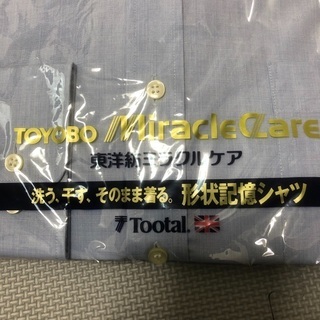 TOYOBO MiracleCare
東洋紡ミラクルケア
洗う、干す、そのまま着る。形状記憶シャツ
Tootal.